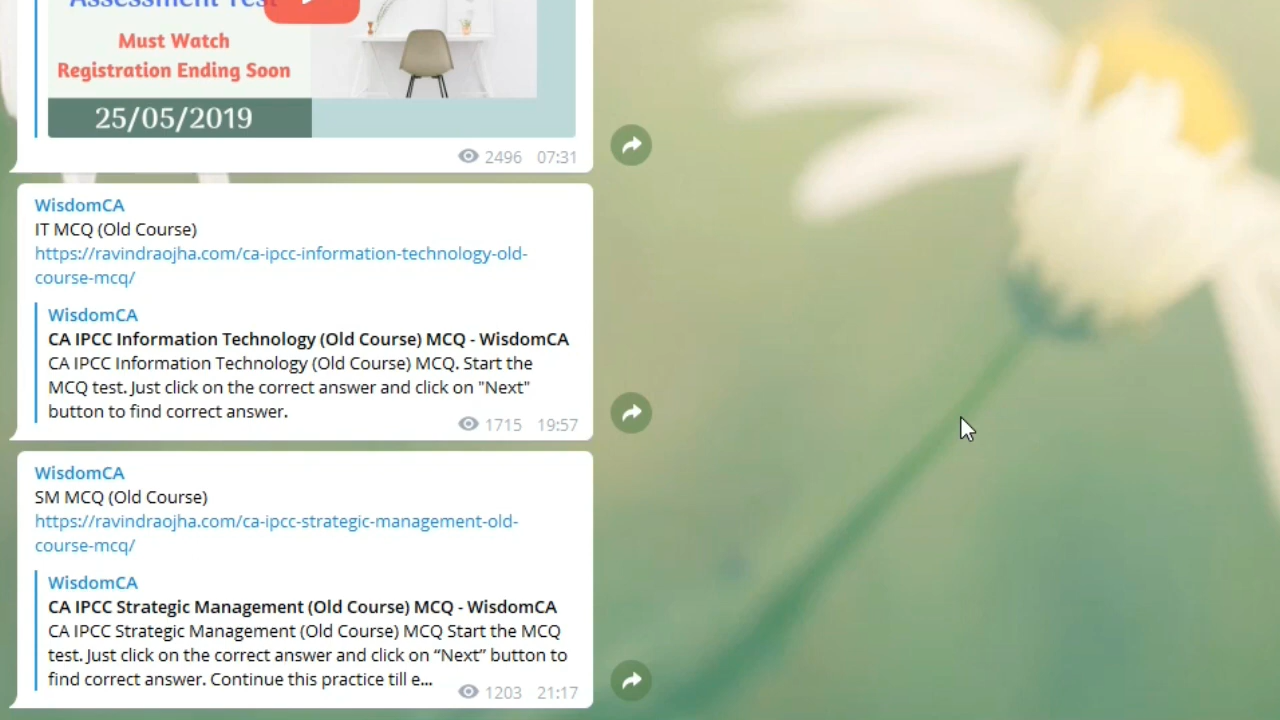 Assessment Test
Must Watch
Registration Ending Soon
25/05/2019
2496 07:31
WisdomCA
IT MCQ (Old Course)
https://ravindraojha.com/ca-ipcc-information-technology-old-
course-mcq/
WisdomCA
CA IPCC Information Technology (Old Course) MCQ - WisdomCA
CA IPCC Information Technology (Old Course) MCQ. Start the
MCQ test. Just click on the correct answer and click on "Next"
button to find correct answer.
1715 19:57
WisdomCA
SM MCQ (Old Course)
https://ravindraojha.com/ca-ipcc-strategic-management-old-
course-mcq/
WisdomCA
CA IPCC Strategic Management (Old Course) MCQ - WisdomCA
CA IPCC Strategic Management (Old Course) MCQ Start the MCQ
test. Just click on the correct answer and click on “Next” button to
find correct answer. Continue this practice till e...
1203 21:17